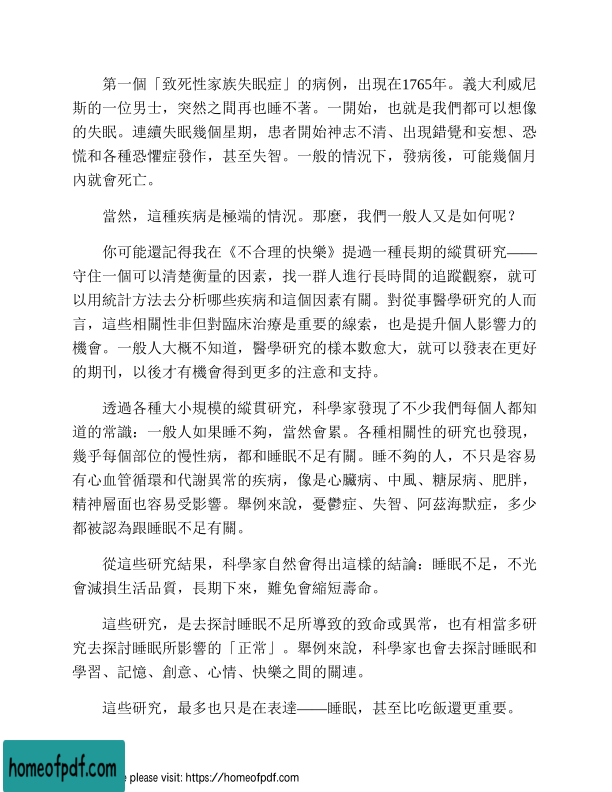 第一個「致死性家族失眠症」的病例，出現在1765年。義大利威尼
斯的一位男士，突然之間再也睡不著。一開始，也就是我們都可以想像
的失眠。連續失眠幾個星期，患者開始神志不清、出現錯覺和妄想、恐
慌和各種恐懼症發作，甚至失智。一般的情況下，發病後，可能幾個月
內就會死亡。
當然，這種疾病是極端的情況。那麼，我們一般人又是如何呢？
你可能還記得我在《不合理的快樂》提過一種長期的縱貫研究——
守住一個可以清楚衡量的因素，找一群人進行長時間的追蹤觀察，就可
以用統計方法去分析哪些疾病和這個因素有關。對從事醫學研究的人而
言，這些相關性非但對臨床治療是重要的線索，也是提升個人影響力的
機會。一般人大概不知道，醫學研究的樣本數愈大，就可以發表在更好
的期刊，以後才有機會得到更多的注意和支持。
透過各種大小規模的縱貫研究，科學家發現了不少我們每個人都知
道的常識：一般人如果睡不夠，當然會累。各種相關性的研究也發現，
幾乎每個部位的慢性病，都和睡眠不足有關。睡不夠的人，不只是容易
有心血管循環和代謝異常的疾病，像是心臟病、中風、糖尿病、肥胖，
精神層面也容易受影響。舉例來說，憂鬱症、失智、阿茲海默症，多少
都被認為跟睡眠不足有關。
從這些研究結果，科學家自然會得出這樣的結論：睡眠不足，不光
會減損生活品質，長期下來，難免會縮短壽命。
這些研究，是去探討睡眠不足所導致的致命或異常，也有相當多研
究去探討睡眠所影響的「正常」。舉例來說，科學家也會去探討睡眠和
學習、記憶、創意、心情、快樂之間的關連。
這些研究，最多也只是在表達——睡眠，甚至比吃飯還更重要。
homeofpdf.com
please visit: https://homeofpdf.com